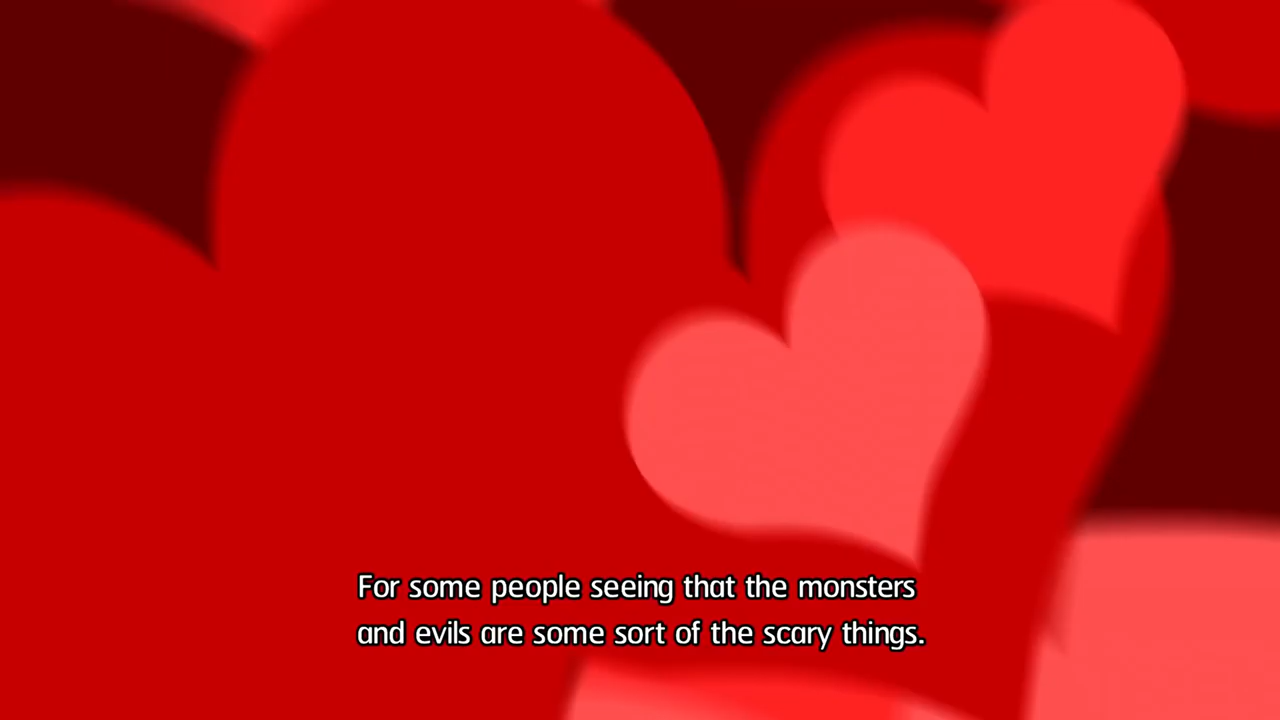 For some people seeing that the monsters
and evils are some sort of the scary things.